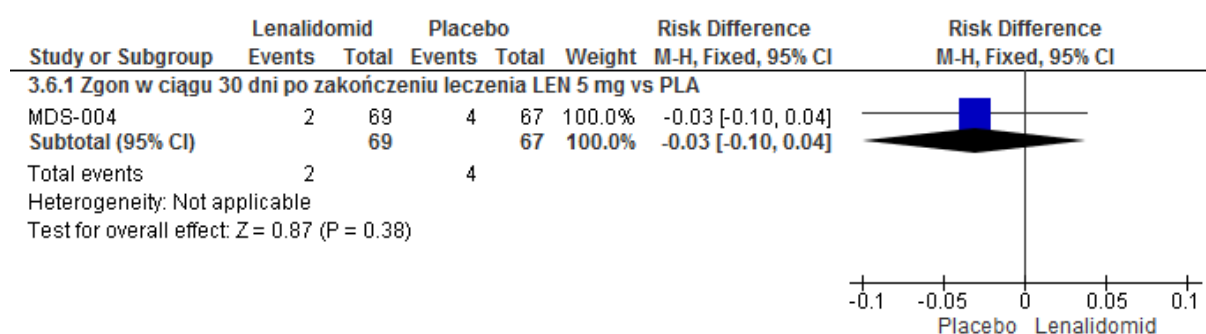 Lenalidomid Placebo Risk Difference Risk Difference
Study or Subgroup Events Total Events Total Weight M-H, Fixed, 95% CI M-H, Fixed, 95% CI
3.6.1 Zgon w ciągu 30 dni po zakończeniu leczenia LEN 5 mg vs PLA
MDS-004 2 69 4 67 100.0% -0.03 [-0.10, 0.04]
Subtotal (95% CI) 69 67 100.0% -0.03 [-0.10, 0.04]
Total events 2 4
Heterogeneity: Not applicable
Test for overall effect: Z = 0.87 (P = 0.38)
-0.1 -0.05 0 0.05 0.1
Placebo Lenalidomid